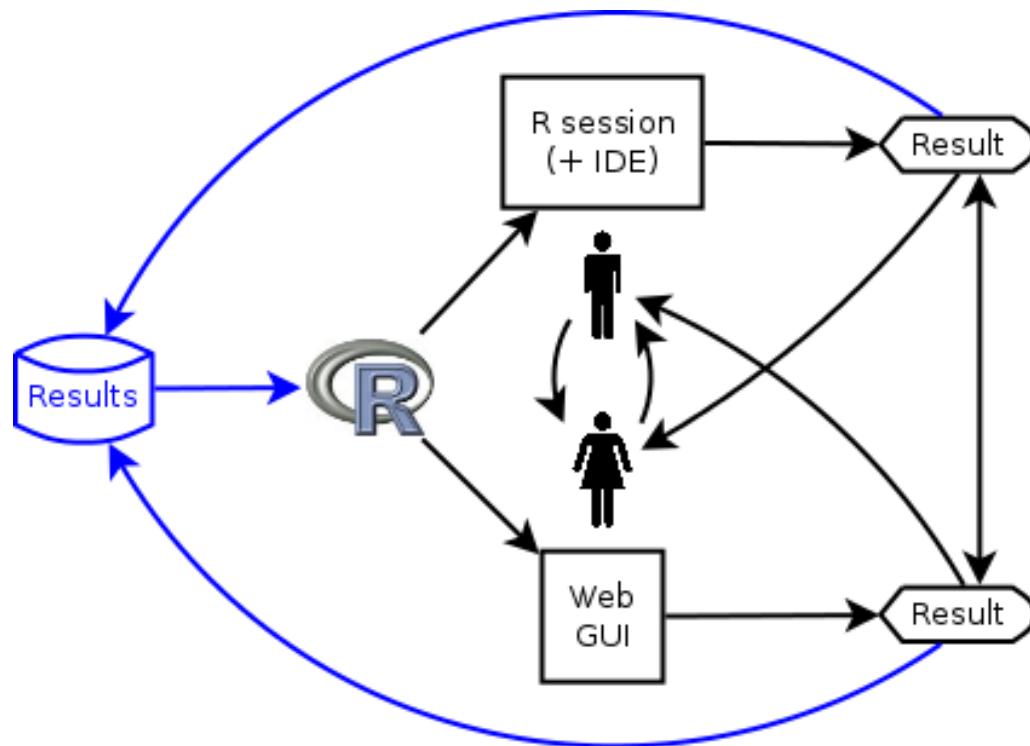 R session
(+ IDE)
Result
Results
R
Web
GUI
Result